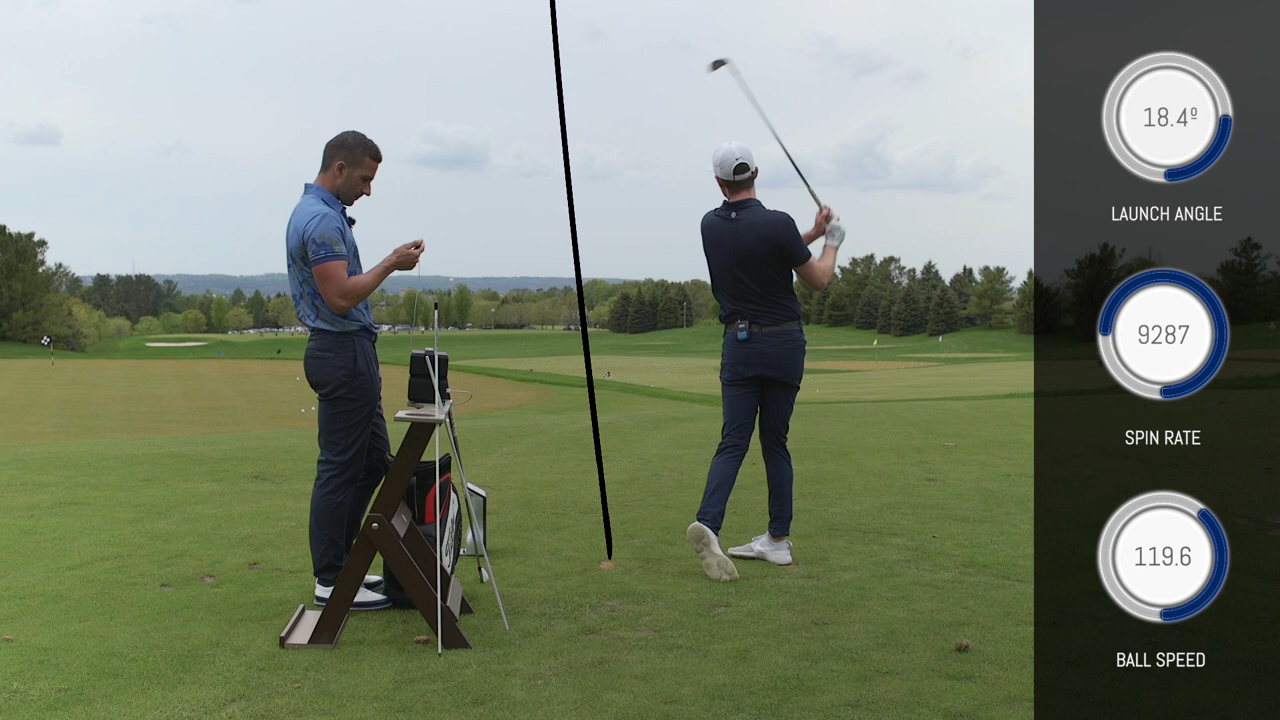 18.4º
LAUNCH ANGLE
9287
SPIN RATE
119.6
BALL SPEED